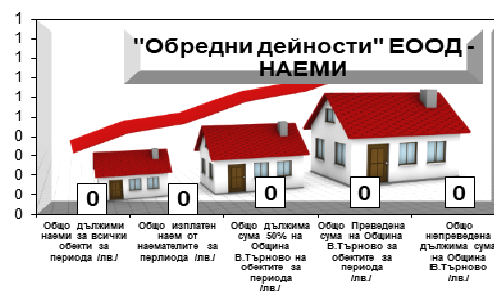 "Обредни дейности" ЕООД -
НАЕМИ
1
1
1
1
1
1
0
0
0
0
0
0 0 0 0 0
Общо дължими
наеми за всички
обекти за
периода /лв./
Общо изплатен
наем от
наемателите за
перлиода /лв./
Общо дължима
сума 50% на
Община
В.Търново на
обектите за
периода
/лв./
Общо Преведена
сума на Община
В.Търново за
обектите за
периода
/лв./
Общо
непреведена
дължима сума
на Община
В.Търново
/лв./